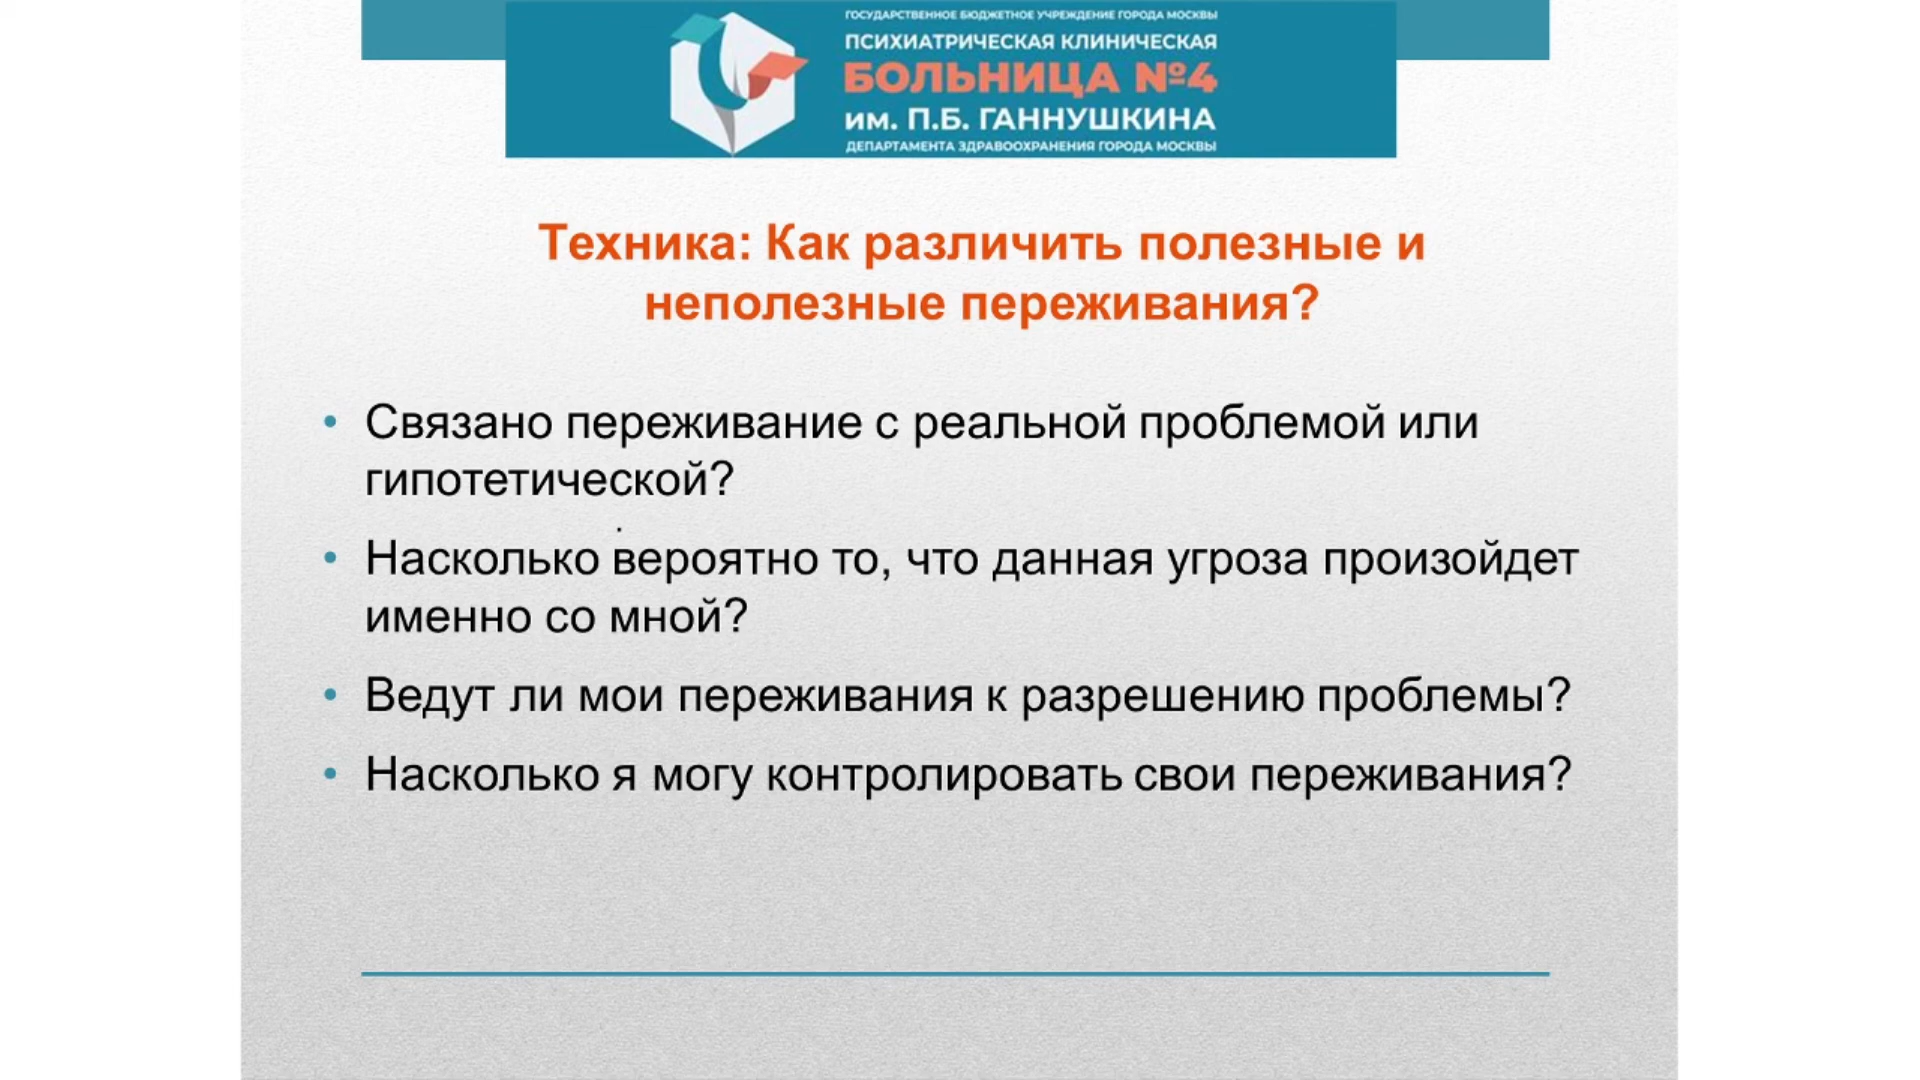 ГОСУДАРСТВЕННОЕ БЮДЖЕТНОЕ УЧРЕЖДЕНИЕ ГОРОДА МОСКВЫ
ПСИХИАТРИЧЕСКАЯ КЛИНИЧЕСКАЯ
БОЛЬНИЦА №4
им. П.Б. ГАННУШКИНА
ДЕПАРТАМЕНТА ЗДРАВООХРАНЕНИЯ ГОРОДА МОСКВЫ
Техника: Как различить полезные и
неполезные переживания?
• Связано переживание с реальной проблемой или
гипотетической?
.
• Насколько вероятно то, что данная угроза произойдет
именно со мной?
• Ведут ли мои переживания к разрешению проблемы?
• Насколько я могу контролировать свои переживания?